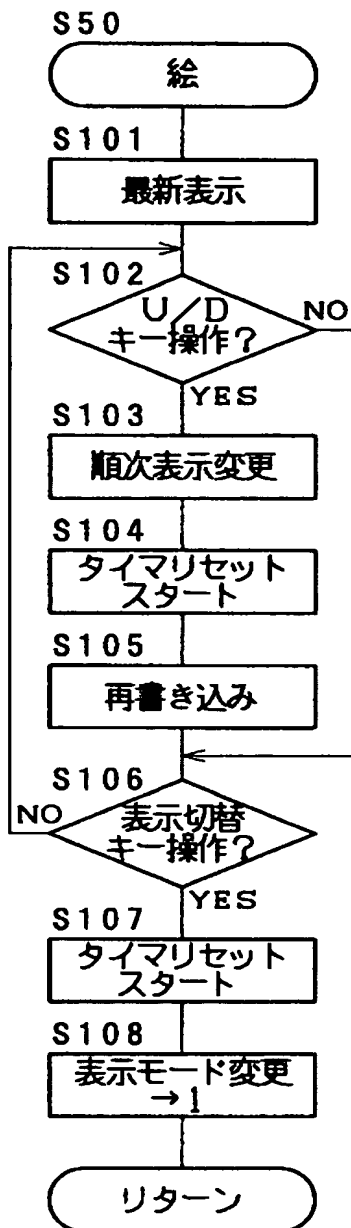 S50
絵
S101
最新表示
S102
U/D
キー操作?
NO
YES
S103
順次表示変更
S104
タイマリセット
スタート
S105
再書き込み
S106
NO
表示切替
キー操作?
YES
S107
タイマリセット
スタート
S108
表示モード変更
→1
リターン